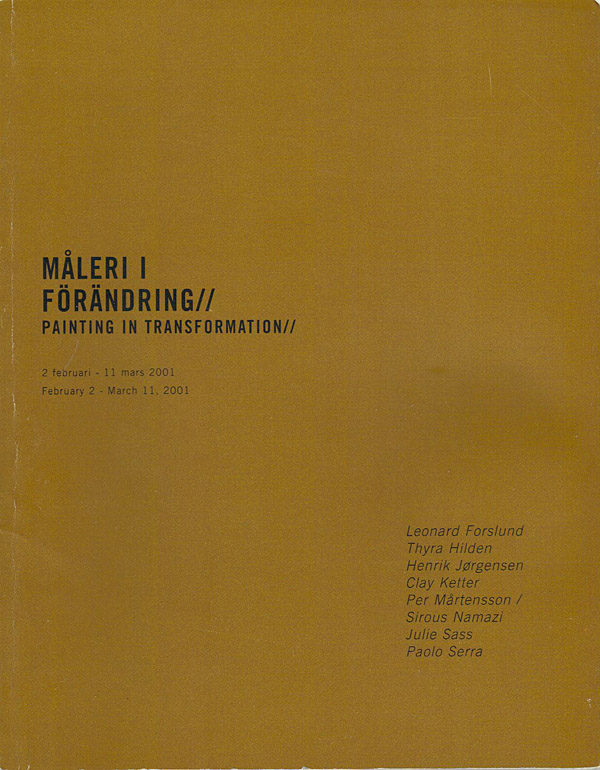 MÅLERI I
FÖRÄNDRING//
PAINTING IN TRANSFORMATION//
2 februari - 11 mars 2001
February 2 - March 11, 2001
Leonard Forslund
Thyra Hilden
Henrik Jørgensen
Clay Ketter
Per Mårtensson /
Sirous Namazi
Julie Sass
Paolo Serra